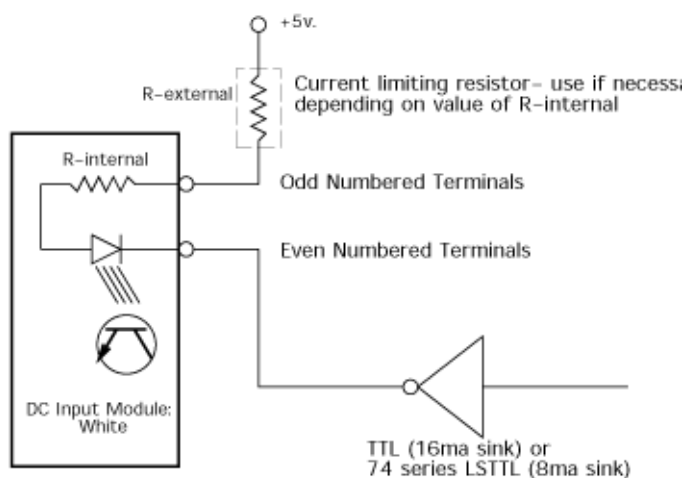 +5v.
R-external
Current limiting resistor- use if
depending on value of R-internal
R-internal
Odd Numbered Terminals
Even Numbered Terminals
DC Input Module:
White
TTL (16ma sink) or
74 series LSTTL (8ma sink)